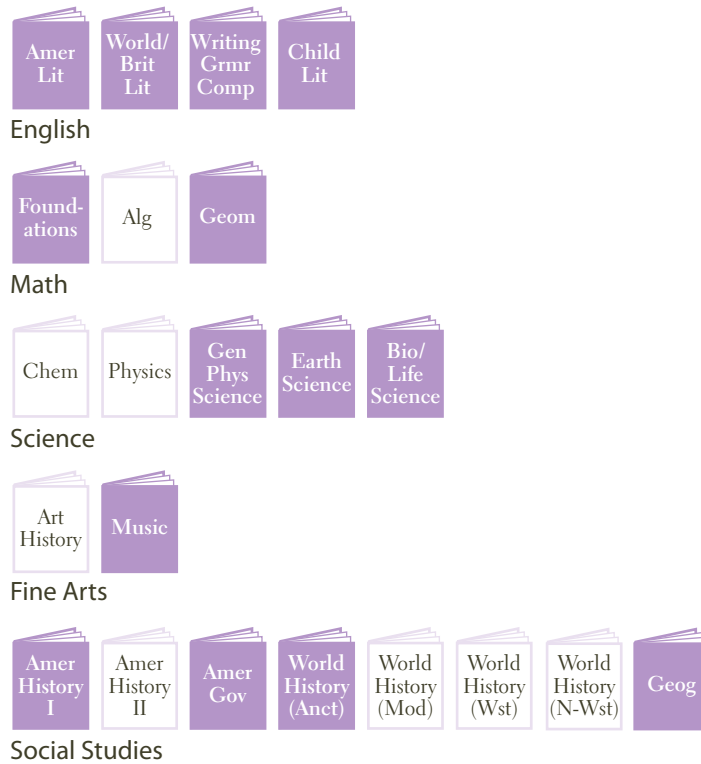 Amer
Lit
World/
Brit
Lit
Writing
Grmr
Comp
Child
Lit
English
Found-
ations
Alg
Geom
Math
Chem
Physics
Gen
Phys
Science
Earth
Science
Bio/
Life
Science
Science
Art
History
Music
Fine Arts
Amer
History
I
Amer
History
II
Amer
Gov
World
History
(Anct)
World
History
(Mod)
World
History
(Wst)
World
History
(N-Wst)
Geog
Social Studies